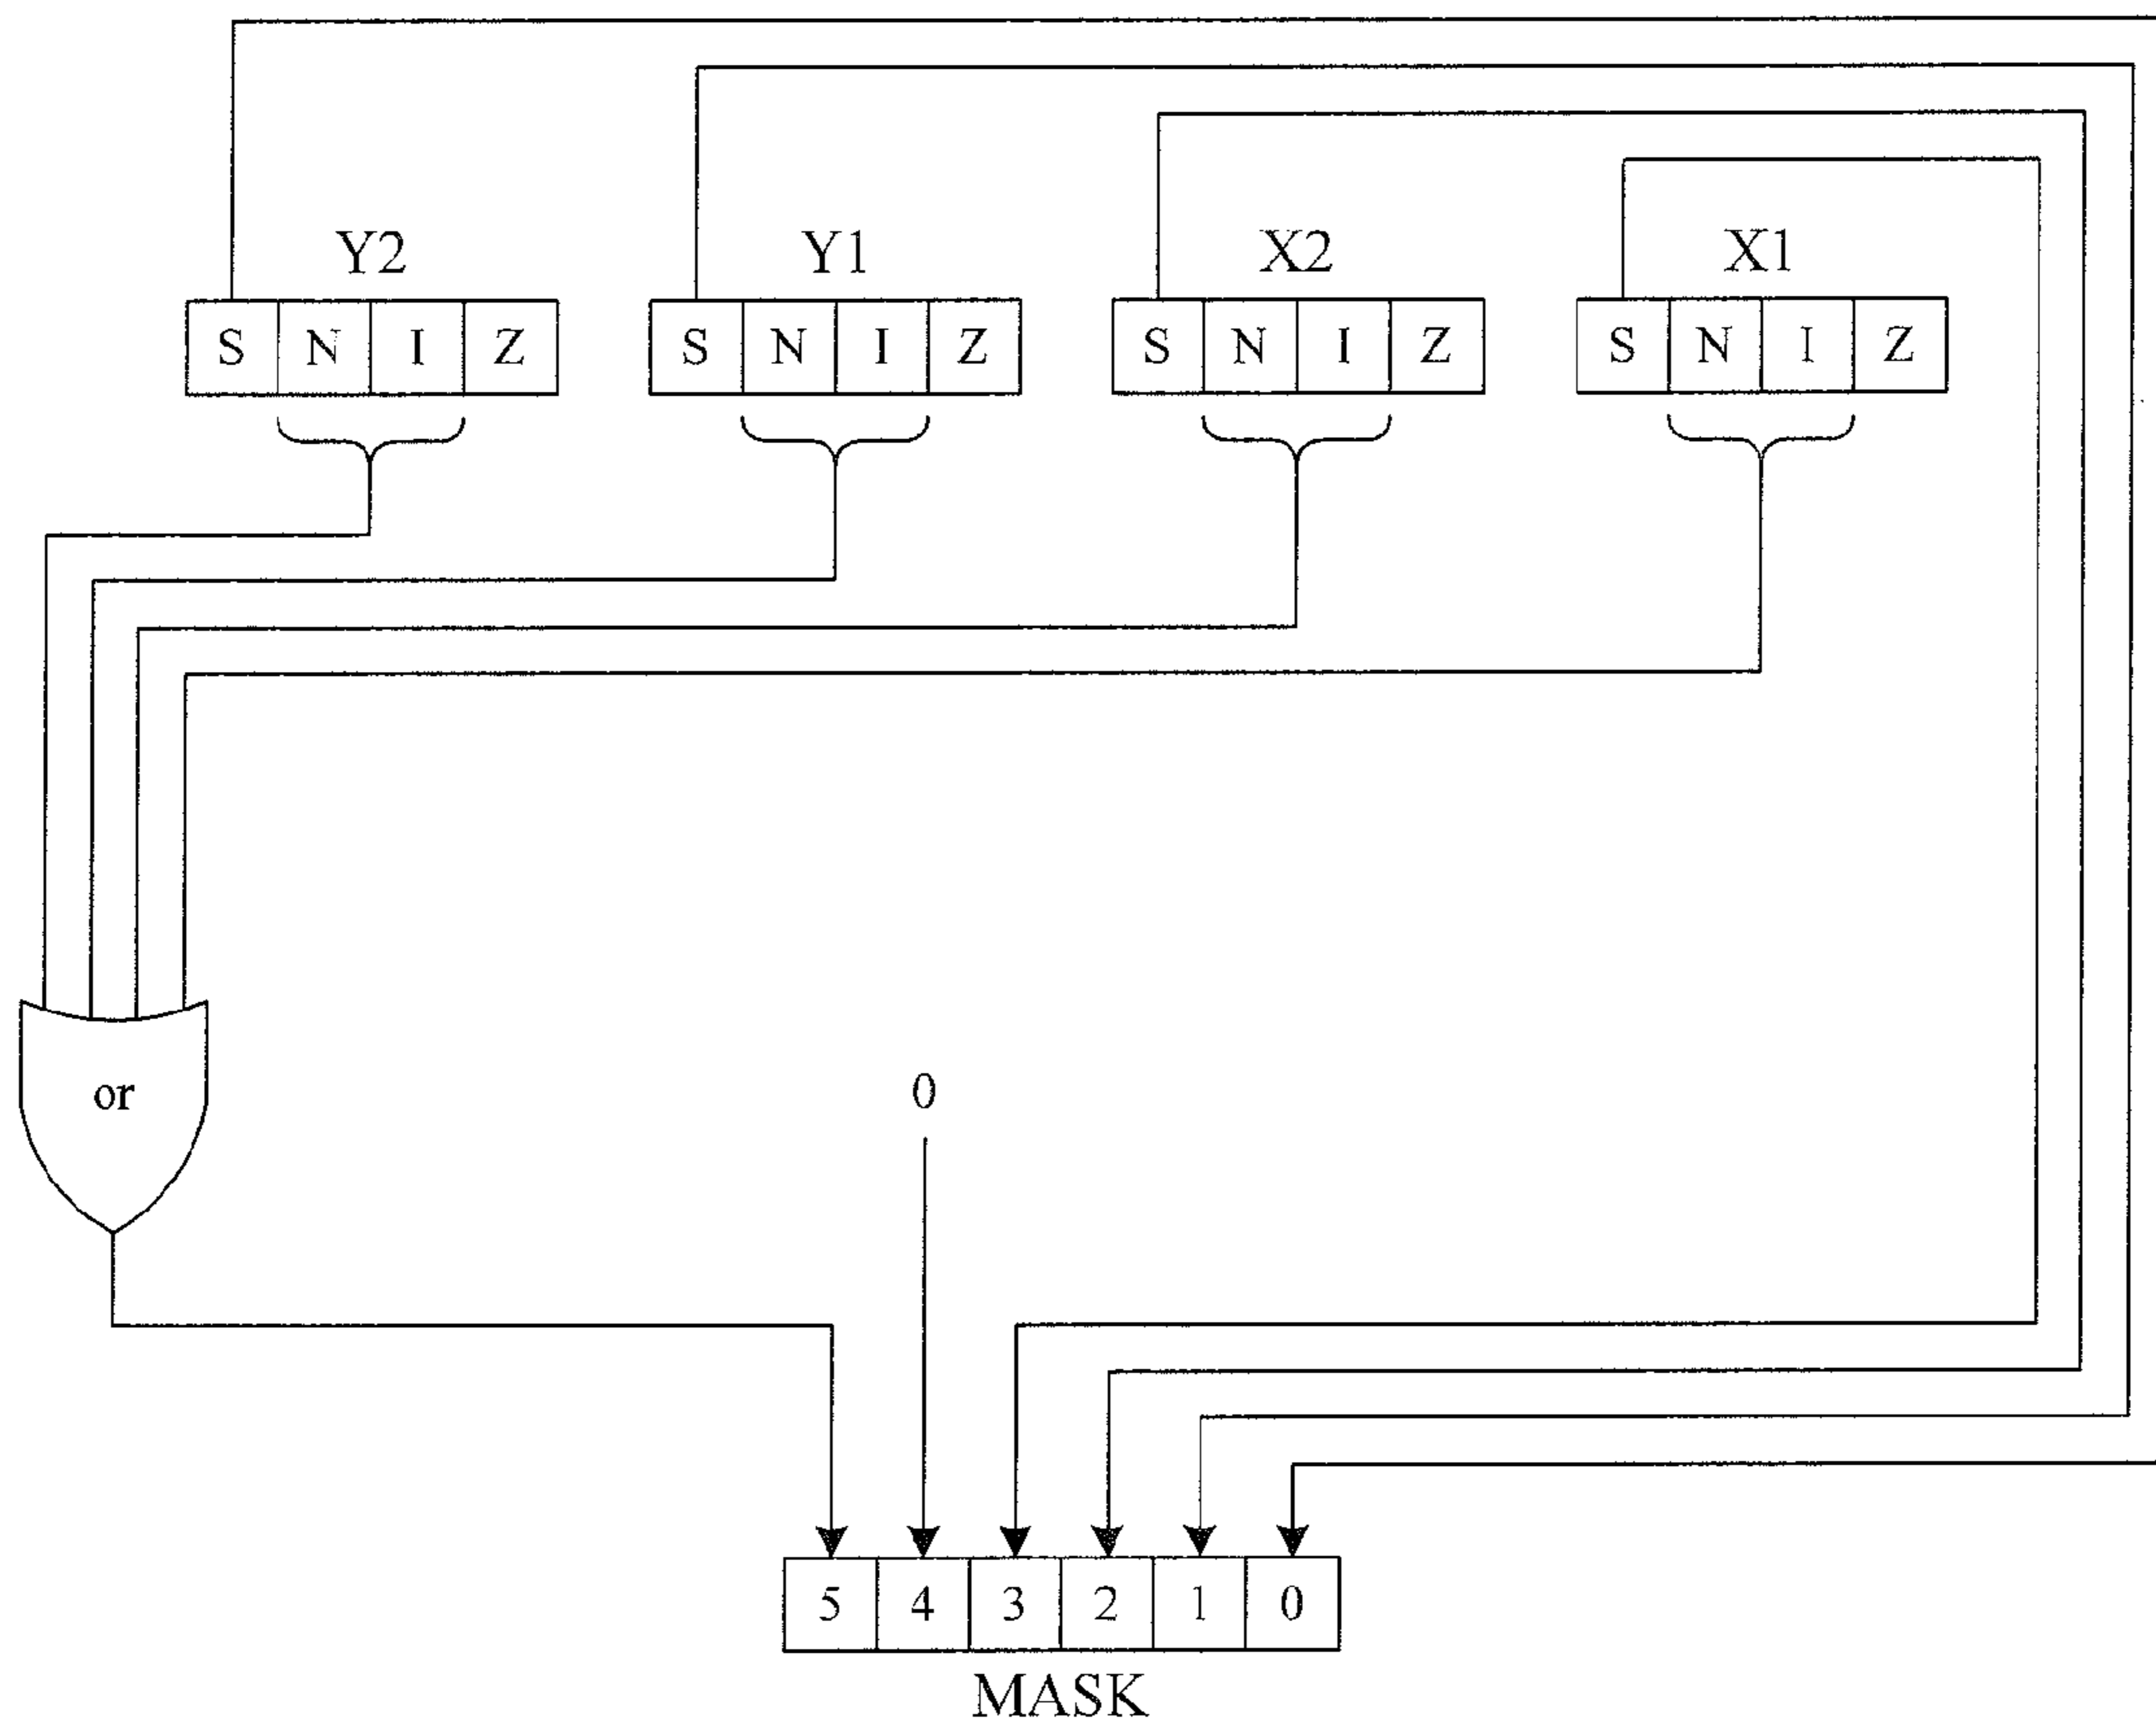 Y2 Y1 X2 X1
S N I Z S N I Z S N I Z S N I Z
or
0
5 4 3 2 1 0
MASK